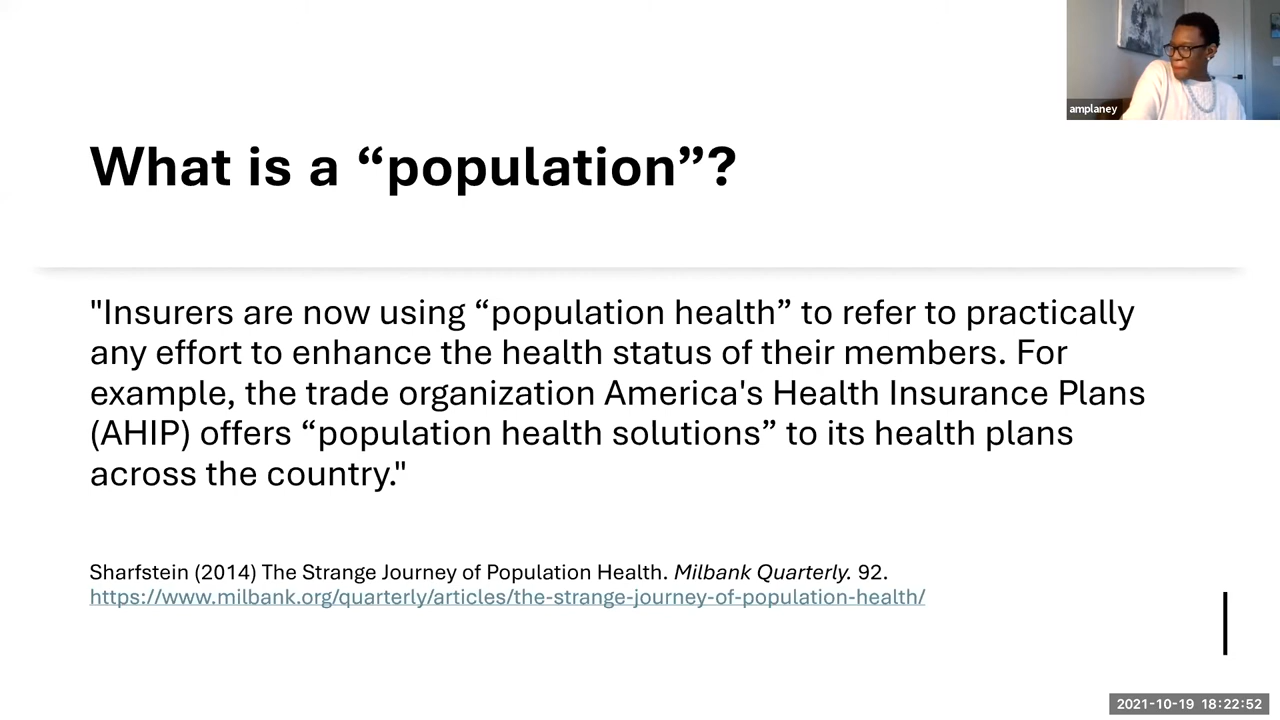 amplaney
What is a “population”?
"Insurers are now using “population health” to refer to practically
any effort to enhance the health status of their members. For
example, the trade organization America's Health Insurance Plans
(AHIP) offers “population health solutions” to its health plans
across the country."
Sharfstein (2014) The Strange Journey of Population Health. Milbank Quarterly. 92.
https://www.milbank.org/quarterly/articles/the-strange-journey-of-population-health/
2021-10-19 18:22:52